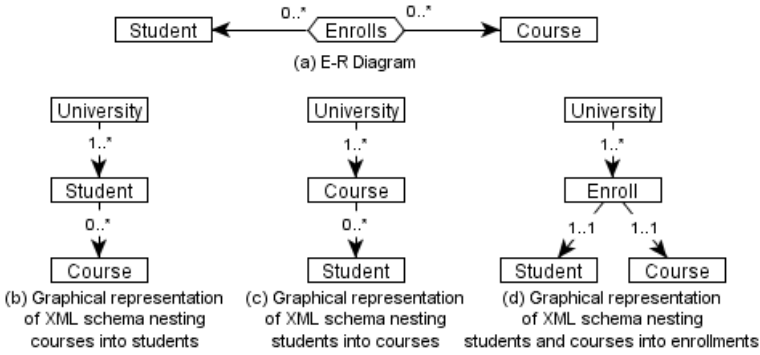 0..* 0..*
Student Enrolls Course
(a) E-R Diagram
University
1..*
Student
0..*
Course
(b) Graphical representation
of XML schema nesting
courses into students
University
1..*
Course
0..*
Student
(c) Graphical representation
of XML schema nesting
students into courses
University
1..*
Enroll
1..1 1..1
Student Course
(d) Graphical representation
of XML schema nesting
students and courses into enrollments